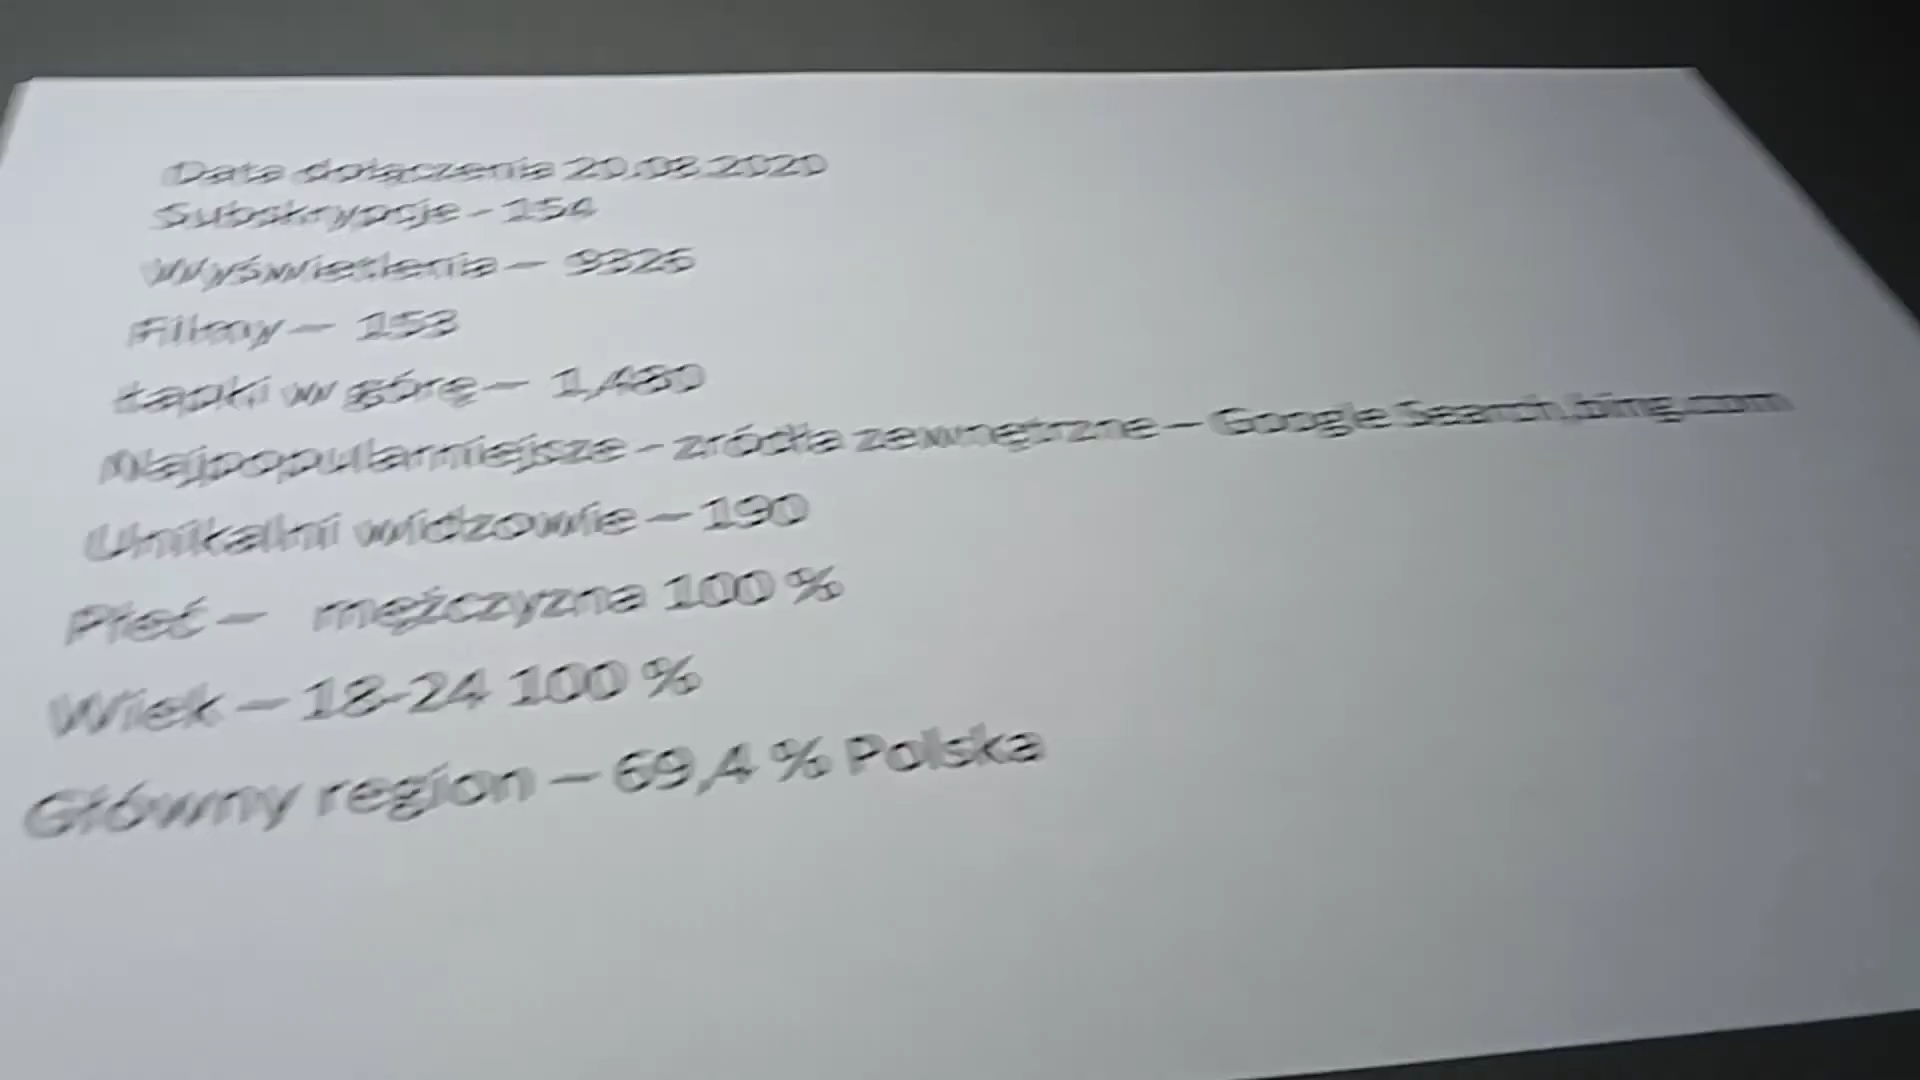 Data dołączenia 20.08.2020
Subskrypcje - 154
Wyświetlenia – 9326
Filmy – 153
Łapki w górę – 1,480
Najpopularniejsze - zródła zewnętrzne – Google Search,bing.com
Unikalni widzowie – 190
Płeć – mężczyzna 100 %
Wiek – 18-24 100 %
Główny region – 69,4 % Polska